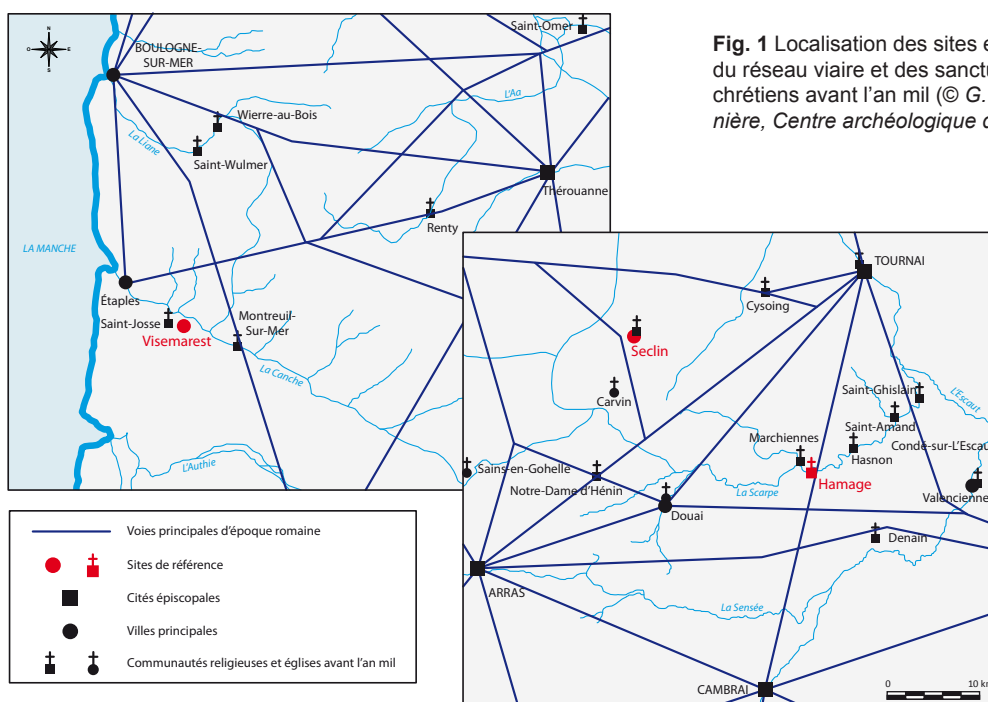 Fig. 1 Localisation des sites e
du réseau viaire et des sanctu
chrétiens avant l'an mil (© G.
nière, Centre archéologique d
N
O
E
S
BOULOGNE-
SUR-MER
Saint-Omer
L'Aa
Wierre-au-Bois
La Liane
Saint-Wulmer
Thérouanne
Renty
LA MANCHE
Étaples
Saint-Josse
Visemarest
Montreuil-
Sur-Mer
La Canche
L'Authie
TOURNAI
Cysoing
Seclin
Carvin
Saint-Ghislain
L'Escaut
Saint-Amand
Condé-sur-L'Escau
Marchiennes
Hasnon
Sains-en-Gohelle
Notre-Dame d'Hénin
La Scarpe
Hamage
Valencienne
Douai
Denain
ARRAS
La Sensée
CAMBRAI
0
10 km
Voies principales d'époque romaine
Sites de référence
Cités épiscopales
Villes principales
Communautés religieuses et églises avant l'an mil